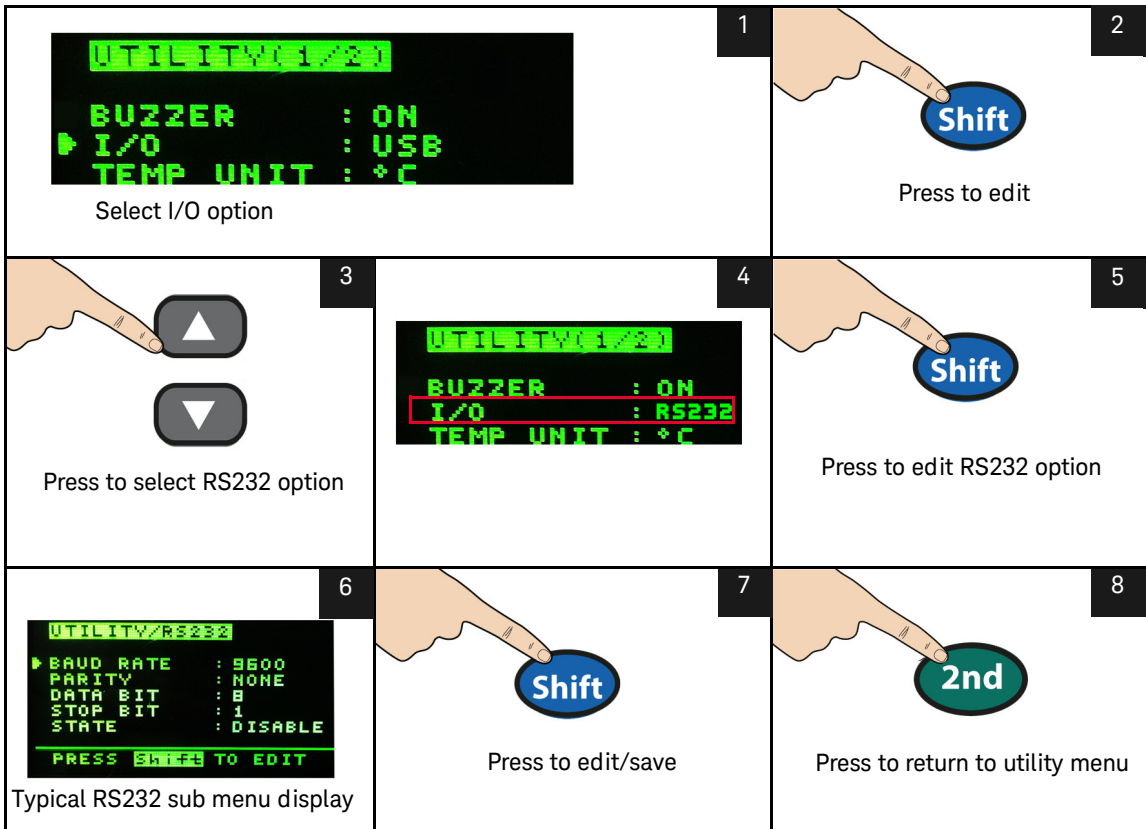 1
UTILITY(1/2)
BUZZER : ON
I/O : USB
TEMP UNIT : °C
Select I/O option
2
Shift
Press to edit
3
Press to select RS232 option
4
UTILITY(1/2)
BUZZER : ON
I/O : RS232
TEMP UNIT : °C
5
Shift
Press to edit RS232 option
6
UTILITY/RS232
BAUD RATE : 9600
PARITY : NONE
DATA BIT : 8
STOP BIT : 1
STATE : DISABLE
PRESS Shift TO EDIT
Typical RS232 sub menu display
7
Shift
Press to edit/save
8
2nd
Press to return to utility menu